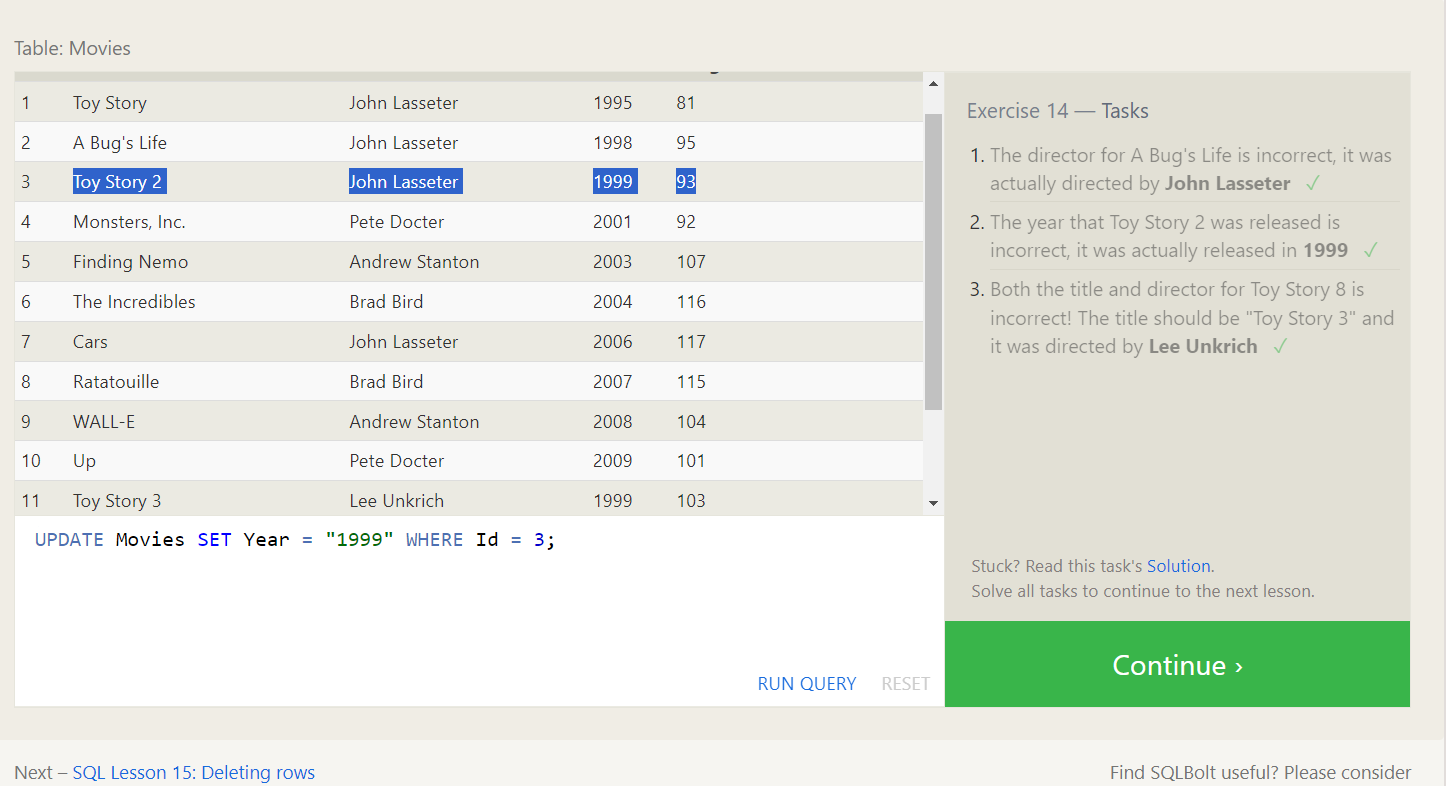 Table: Movies
1 Toy Story John Lasseter 1995 81
2 A Bug's Life John Lasseter 1998 95
3 Toy Story 2 John Lasseter 1999 93
4 Monsters, Inc. Pete Docter 2001 92
5 Finding Nemo Andrew Stanton 2003 107
6 The Incredibles Brad Bird 2004 116
7 Cars John Lasseter 2006 117
8 Ratatouille Brad Bird 2007 115
9 WALL-E Andrew Stanton 2008 104
10 Up Pete Docter 2009 101
11 Toy Story 3 Lee Unkrich 1999 103
UPDATE Movies SET Year = "1999" WHERE Id = 3;
RUN QUERY RESET
Exercise 14 — Tasks
1. The director for A Bug's Life is incorrect, it was
actually directed by John Lasseter ✓
2. The year that Toy Story 2 was released is
incorrect, it was actually released in 1999 ✓
3. Both the title and director for Toy Story 8 is
incorrect! The title should be "Toy Story 3" and
it was directed by Lee Unkrich ✓
Stuck? Read this task's Solution.
Solve all tasks to continue to the next lesson.
Continue ›
Next – SQL Lesson 15: Deleting rows
Find SQLBolt useful? Please consider